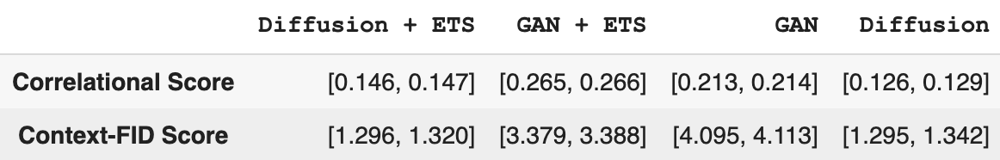 Diffusion + ETS GAN + ETS GAN Diffusion
Correlational Score [0.146, 0.147] [0.265, 0.266] [0.213, 0.214] [0.126, 0.129]
Context-FID Score [1.296, 1.320] [3.379, 3.388] [4.095, 4.113] [1.295, 1.342]